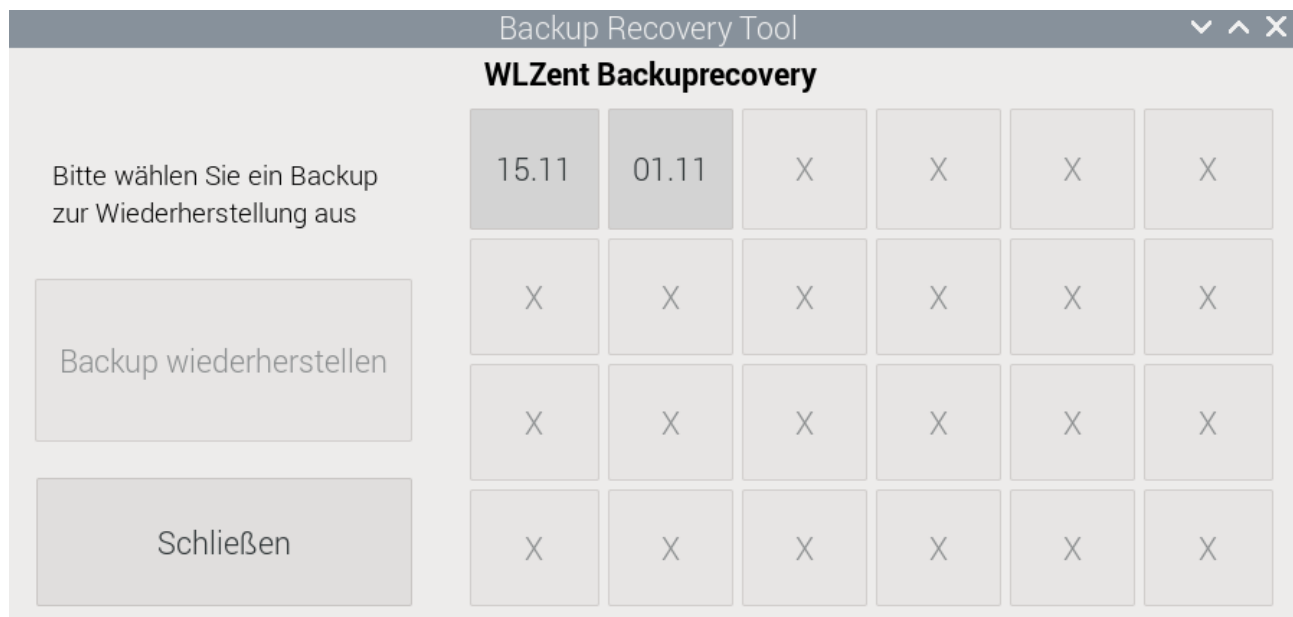 Backup Recovery Tool
WLZent Backuprecovery
Bitte wählen Sie ein Backup
zur Wiederherstellung aus
Backup wiederherstellen
Schließen
15.11 01.11 X X X X
X X X X X X
X X X X X X
X X X X X X